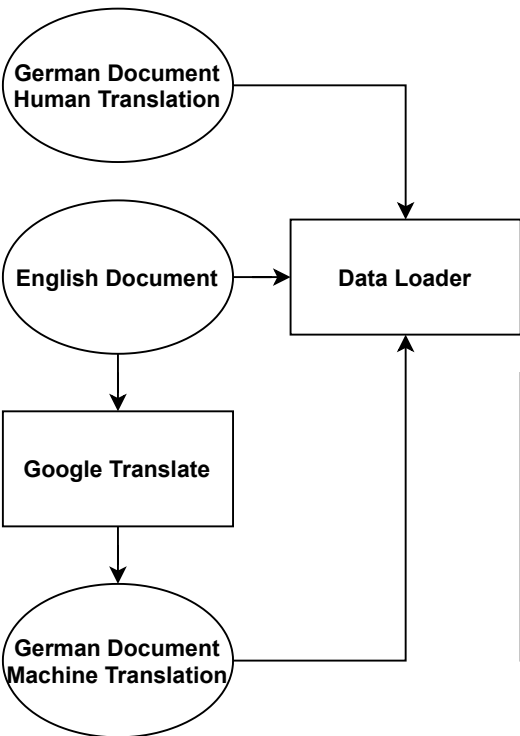 German Document
Human Translation
English Document
Data Loader
Google Translate
German Document
Machine Translation